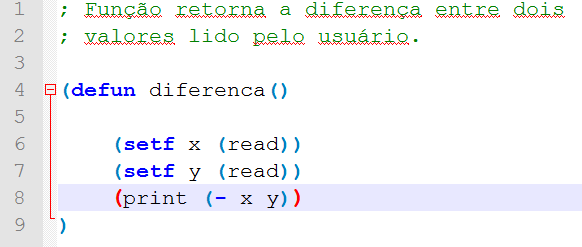 1 ; Função retorna a diferença entre dois
2 ; valores lido pelo usuário.
3
4 (defun diferenca()
5
6 (setf x (read))
7 (setf y (read))
8 (print (- x y))
9 )